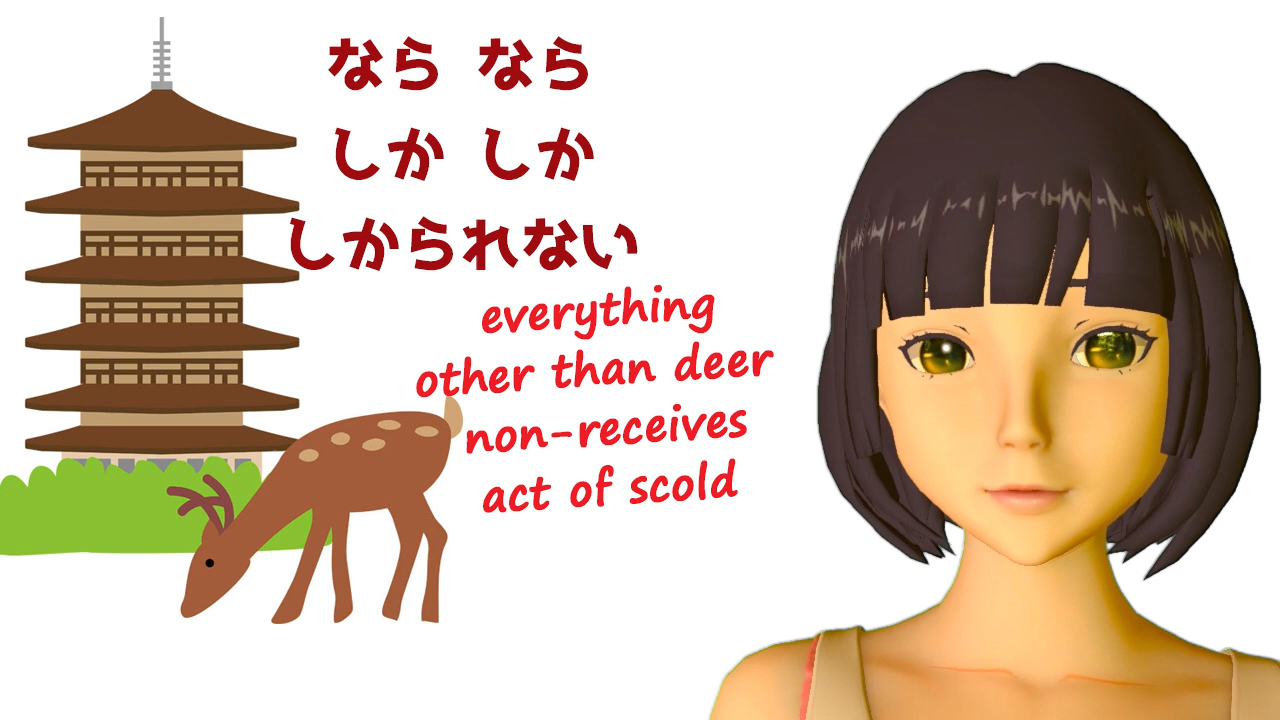 なら なら
しか しか
しかられない
everything
other than deer
non-receives
act of scold